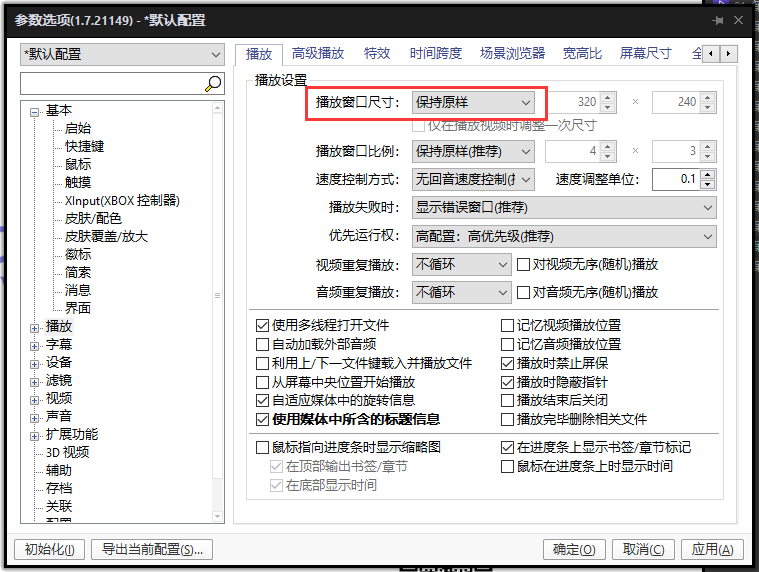 参数选项(1.7.21149) - *默认配置
*默认配置
基本
启始
快捷键
鼠标
触摸
XInput(XBOX 控制器)
皮肤/配色
皮肤覆盖/放大
徽标
简索
消息
界面
播放
字幕
设备
滤镜
视频
声音
扩展功能
3D 视频
辅助
存档
关联
播放 高级播放 特效 时间跨度 场景浏览器 宽高比 屏幕尺寸
播放设置
播放窗口尺寸： 保持原样 320 × 240
仅在播放视频时调整一次尺寸
播放窗口比例： 保持原样(推荐) 4 × 3
速度控制方式： 无回音速度控制( 速度调整单位： 0.1
播放失败时： 显示错误窗口(推荐)
优先运行权： 高配置：高优先级(推荐)
视频重复播放： 不循环 对视频无序(随机)播放
音频重复播放： 不循环 对音频无序(随机)播放
使用多线程打开文件 记忆视频播放位置
自动加载外部音频 记忆音频播放位置
利用上/下一文件键载入并播放文件 播放时禁止屏保
从屏幕中央位置开始播放 播放时隐蔽指针
自适应媒体中的旋转信息 播放结束后关闭
使用媒体中所含的标题信息 播放完毕删除相关文件
鼠标指向进度条时显示缩略图 在进度条上显示书签/章节标记
在顶部输出书签/章节 鼠标在进度条上时显示时间
在底部显示时间
初始化(I) 导出当前配置(S)... 确定(O) 取消(C) 应用(A)